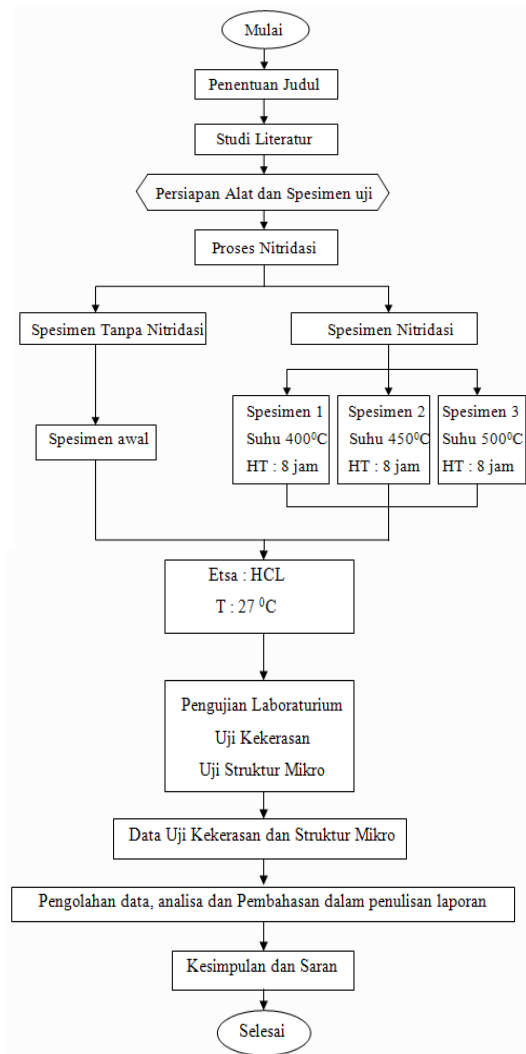 Mulai
Penentuan Judul
Studi Literatur
Persiapan Alat dan Spesimen uji
Proses Nitridasi
Spesimen Tanpa Nitridasi
Spesimen Nitridasi
Spesimen awal
Spesimen 1
Suhu 400⁰C
HT : 8 jam
Spesimen 2
Suhu 450⁰C
HT : 8 jam
Spesimen 3
Suhu 500⁰C
HT : 8 jam
Etsa : HCL
T : 27 ⁰C
Pengujian Laboraturium
Uji Kekerasan
Uji Struktur Mikro
Data Uji Kekerasan dan Struktur Mikro
Pengolahan data, analisa dan Pembahasan dalam penulisan laporan
Kesimpulan dan Saran
Selesai